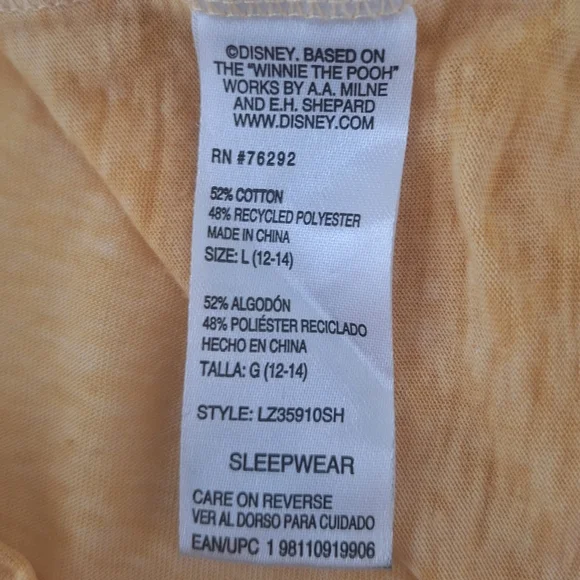 ©DISNEY. BASED ON
THE "WINNIE THE POOH"
WORKS BY A.A. MILNE
AND E.H. SHEPARD
WWW.DISNEY.COM
RN #76292
52% COTTON
48% RECYCLED POLYESTER
MADE IN CHINA
SIZE: L (12-14)
52% ALGODÓN
48% POLIÉSTER RECICLADO
HECHO EN CHINA
TALLA: G (12-14)
STYLE: LZ35910SH
SLEEPWEAR
CARE ON REVERSE
VER AL DORSO PARA CUIDADO
EAN/UPC 1 98110919906